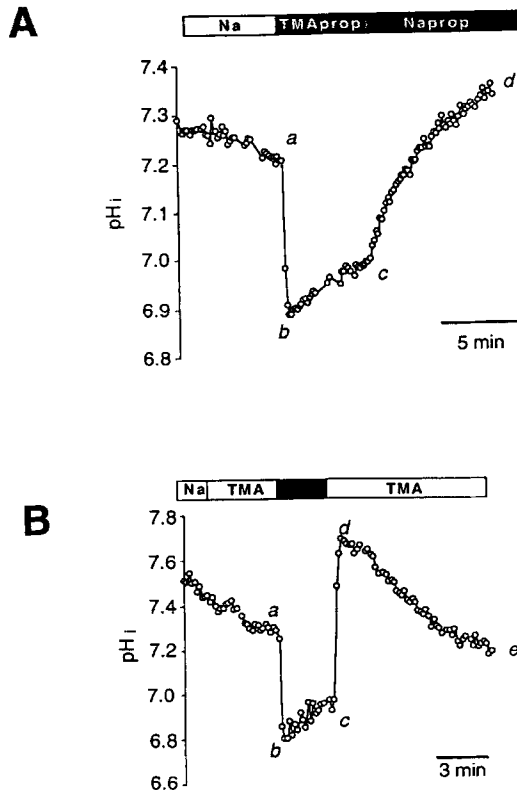 A
Na TMAprop Naprop
7.4
7.3
7.2
7.1
7.0
6.9
6.8
pHi
a
b
c
d
5 min
B
Na TMA TMA
7.8
7.6
7.4
7.2
7.0
6.8
6.6
pHi
a
b
c
d
e
3 min